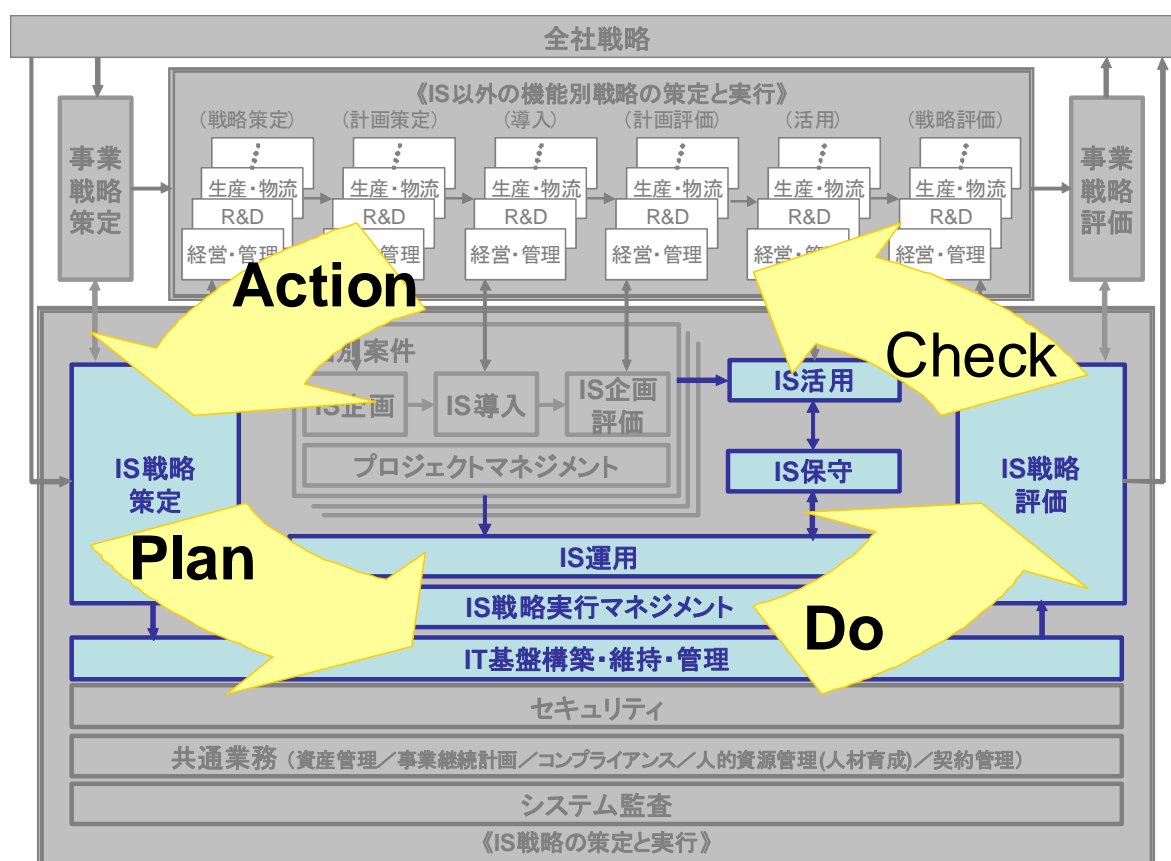 全社戦略
《IS以外の機能別戦略の策定と実行》
(戦略策定)
(計画策定)
(導入)
(計画評価)
(活用)
(戦略評価)
事業
戦略
策定
生産・物流
R&D
経営・管理
生産・物流
R&D
管理
生産・物流
R&D
経営・管理
生産・物流
R&D
経営・管理
生産・物流
R&D
経営・管理
生産・物流
R&D
経営・管理
事業
戦略
評価
Action
Check
別案件
IS企画
IS導入
IS企画
評価
プロジェクトマネジメント
IS活用
IS保守
IS戦略
策定
IS戦略
評価
Plan
Do
IS運用
IS戦略実行マネジメント
IT基盤構築・維持・管理
セキュリティ
共通業務(資産管理/事業継続計画/コンプライアンス/人的資源管理(人材育成)/契約管理)
システム監査
《IS戦略の策定と実行》